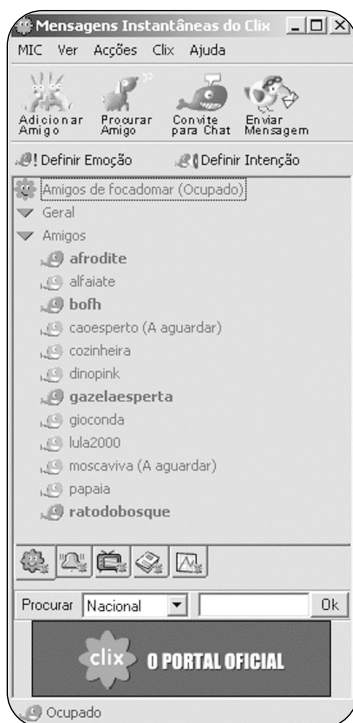 Mensagens Instantâneas do Clix
MIC Ver Acções Clix Ajuda
Adicionar Amigo
Procurar Amigo
Convite para Chat
Enviar Mensagem
Definir Emoção Definir Intenção
Amigos de focadomar (Ocupado)
Geral
Amigos
afrodite
alfaiate
bofh
caoesperto (A aguardar)
cozinheira
dinopink
gazelaesperta
gioconda
lula2000
moscaviva (A aguardar)
papaia
ratodobosque
Procurar Nacional Ok
clix O PORTAL OFICIAL
Ocupado